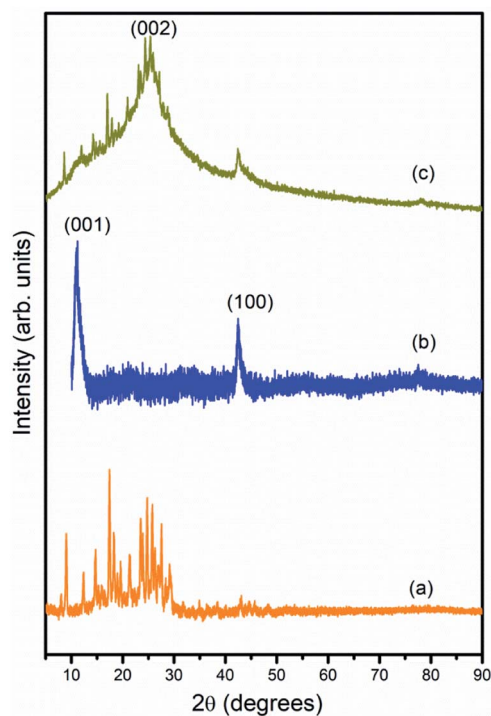 (002)
(c)
(001)
(100)
(b)
(a)
Intensity (arb. units)
10 20 30 40 50 60 70 80 90
2θ (degrees)